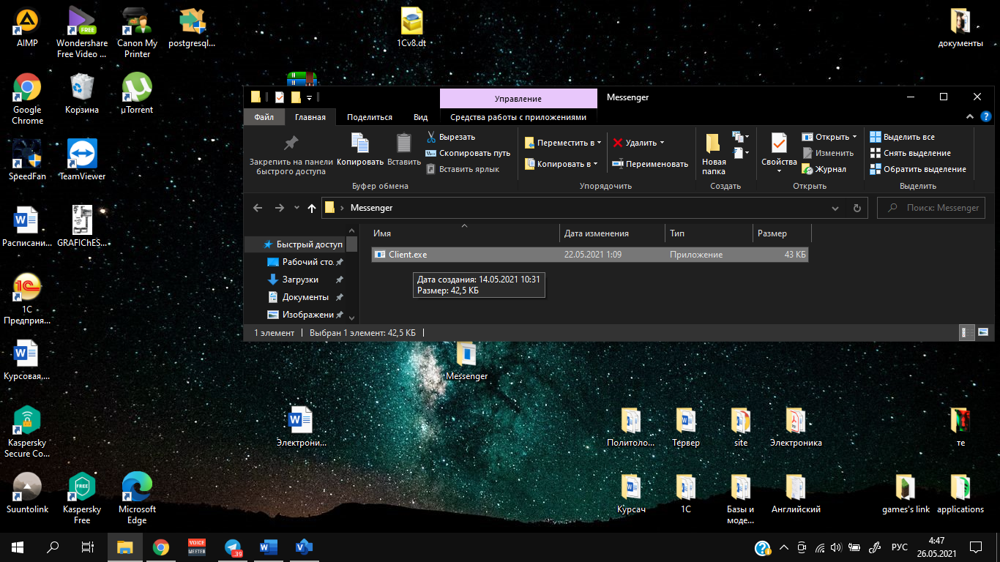 AIMP
Wondershare
Free Video ...
Canon My
Printer
postgresql...
1Cv8.dt
документы
Google
Chrome
Корзина
µTorrent
SpeedFan
TeamViewer
Расписани...
GRAFIChES...
1С
Предприя...
Курсовая,...
Kaspersky
Secure Co...
Suuntolink
Kaspersky
Free
Microsoft
Edge
Управление
Messenger
Файл
Главная
Поделиться
Вид
Средства работы с приложениями
Закрепить на панели
быстрого доступа
Копировать
Вставить
Вырезать
Скопировать путь
Вставить ярлык
Буфер обмена
Переместить в
Копировать в
Удалить
Переименовать
Упорядочить
Новая
папка
Создать
Свойства
Открыть
Изменить
Журнал
Открыть
Выделить все
Снять выделение
Обратить выделение
Выделить
Messenger
Поиск: Messenger
Быстрый доступ
Рабочий сто
Загрузки
Документы
Изображени
Имя
Дата изменения
Тип
Размер
Client.exe
22.05.2021 1:09
Приложение
43 КБ
Дата создания: 14.05.2021 10:31
Размер: 42,5 КБ
1 элемент
Выбран 1 элемент: 42,5 КБ
Messenger
Электрони...
Политоло...
Тервер
site
Электроника
те
Курсач
1С
Базы и
моде...
Английский
games's link
applications
FREE
FREE
VOICE
MEETER
.39
РУС
4:47
26.05.2021